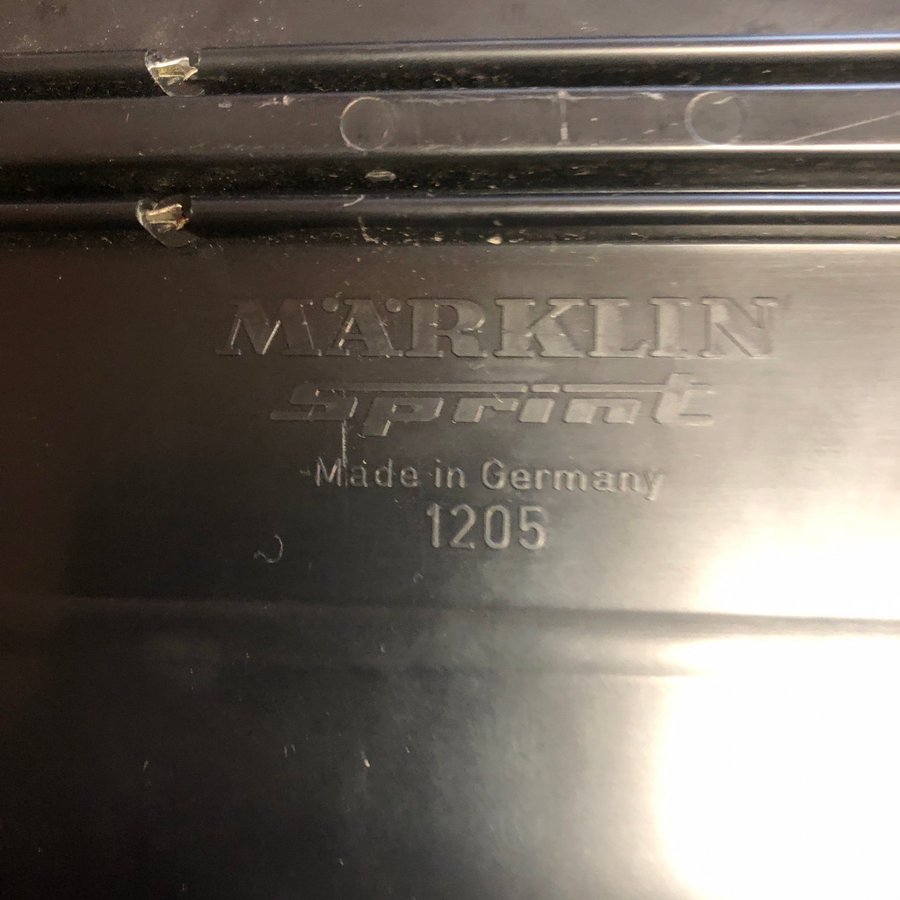 MÄRKLIN
sprint
Made in Germany
1205